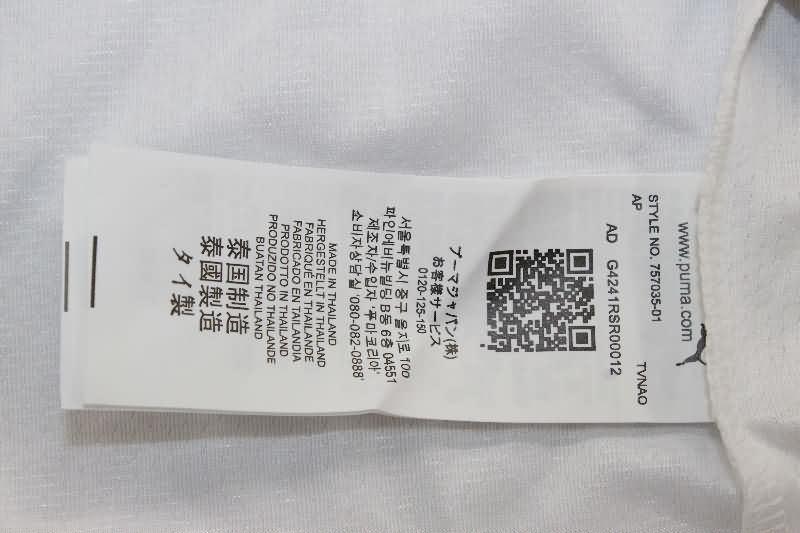 www.puma.com
STYLE NO. 757035-01
AP TVNAO
AD G4241RSR00012
プーマジャパン(株)
お客様サービス
0120-125-150
서울특별시 중구 을지로 100
파인에비뉴빌딩 B동 6층 04551
제조자/수입자 '푸마코리아'
소비자상담실 '080-082-0888'
MADE IN THAILAND
HERGESTELLT IN THAILAND
FABRIQUÉ EN THAILANDE
FABRICADO EN TAILANDIA
PRODOTTO IN THAILANDIA
PRODUZIDO NO THAILANDE
BUATAN THAILAND
泰国制造
泰國製造
タイ製